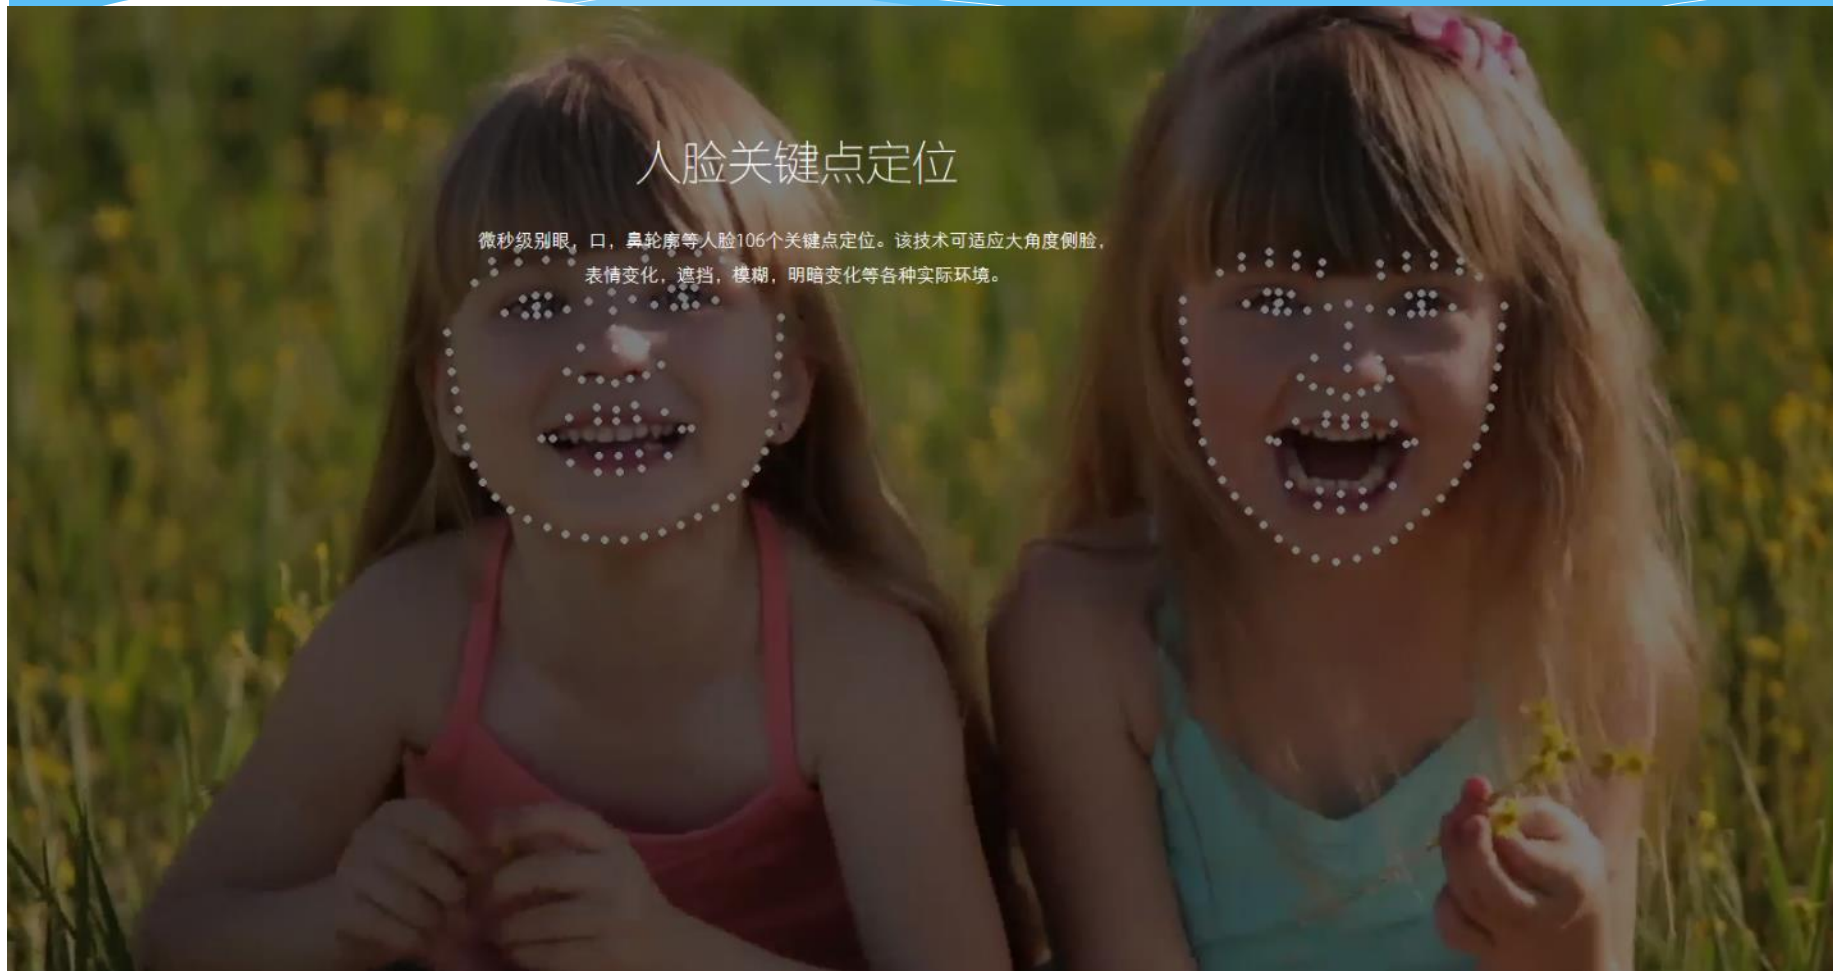 人脸关键点定位
微秒级别眼，口，鼻轮廓等人脸106个关键点定位。该技术可适应大角度侧脸，
表情变化，遮挡，模糊，明暗变化等各种实际环境。